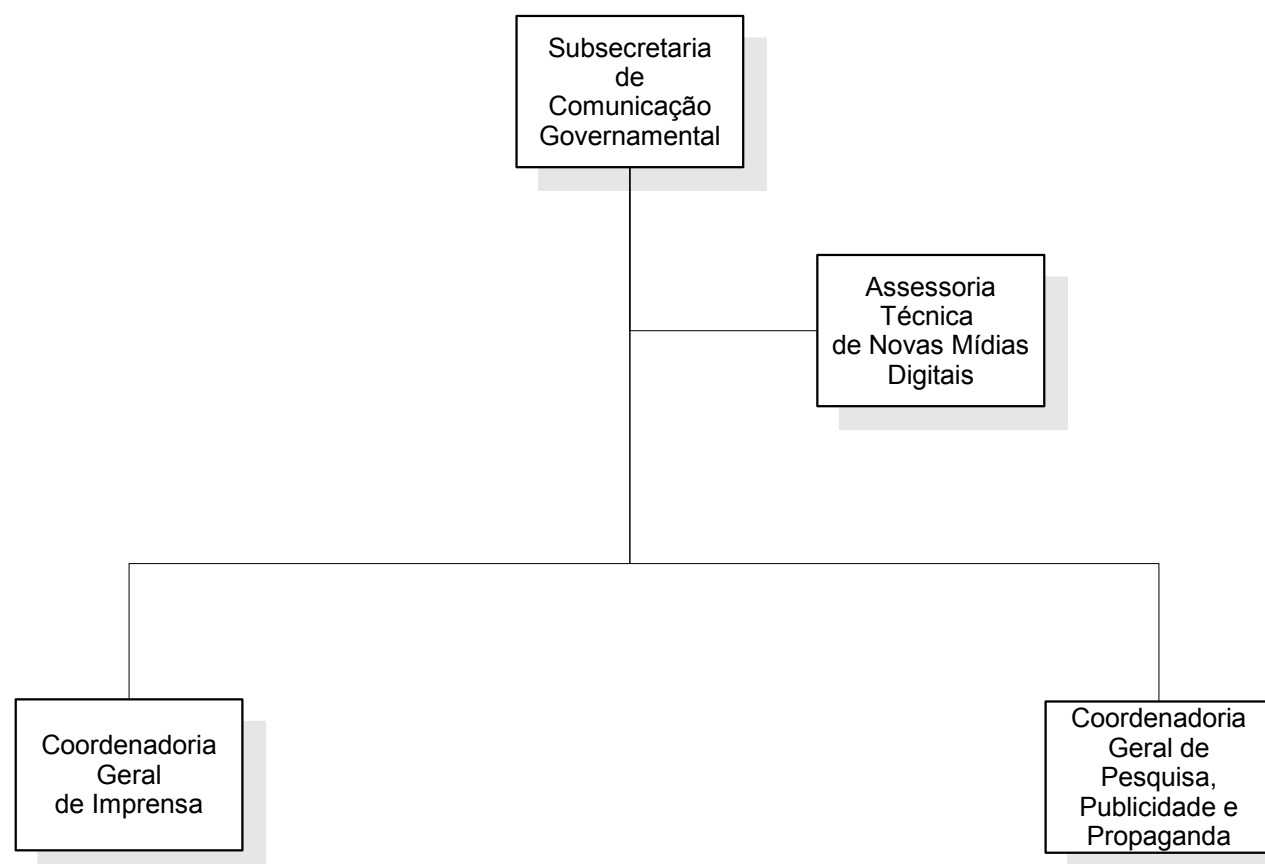 Subsecretaria
de
Comunicação
Governamental
Assessoria
Técnica
de Novas Mídias
Digitais
Coordenadoria
Geral
de Imprensa
Coordenadoria
Geral de
Pesquisa,
Publicidade e
Propaganda